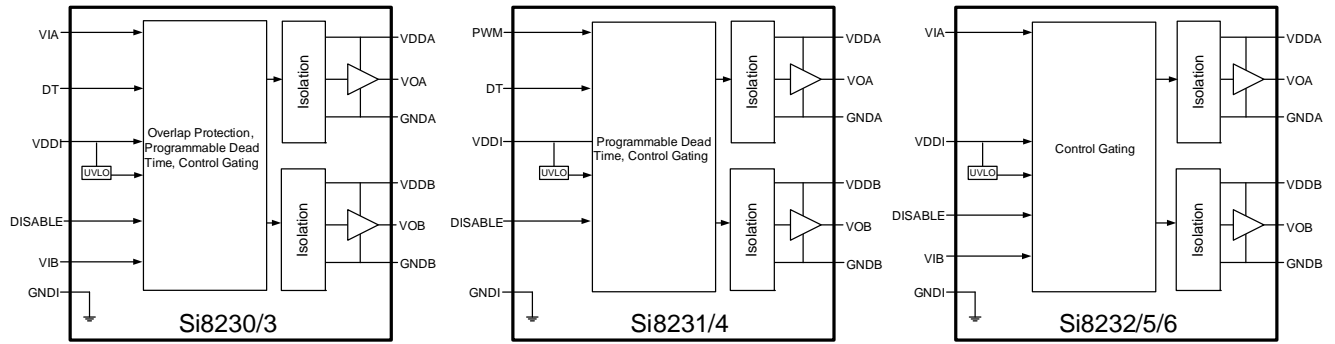 VIA
DT
VDDI
UVLO
DISABLE
VIB
GNDI
Overlap Protection,
Programmable Dead
Time, Control Gating
Isolation
Isolation
VDDA
VOA
GNDA
VDDB
VOB
GNDB
Si8230/3
PWM
DT
VDDI
UVLO
DISABLE
GNDI
Programmable Dead
Time, Control Gating
Isolation
Isolation
VDDA
VOA
GNDA
VDDB
VOB
GNDB
Si8231/4
VIA
VDDI
UVLO
DISABLE
VIB
GNDI
Control Gating
Isolation
Isolation
VDDA
VOA
GNDA
VDDB
VOB
GNDB
Si8232/5/6